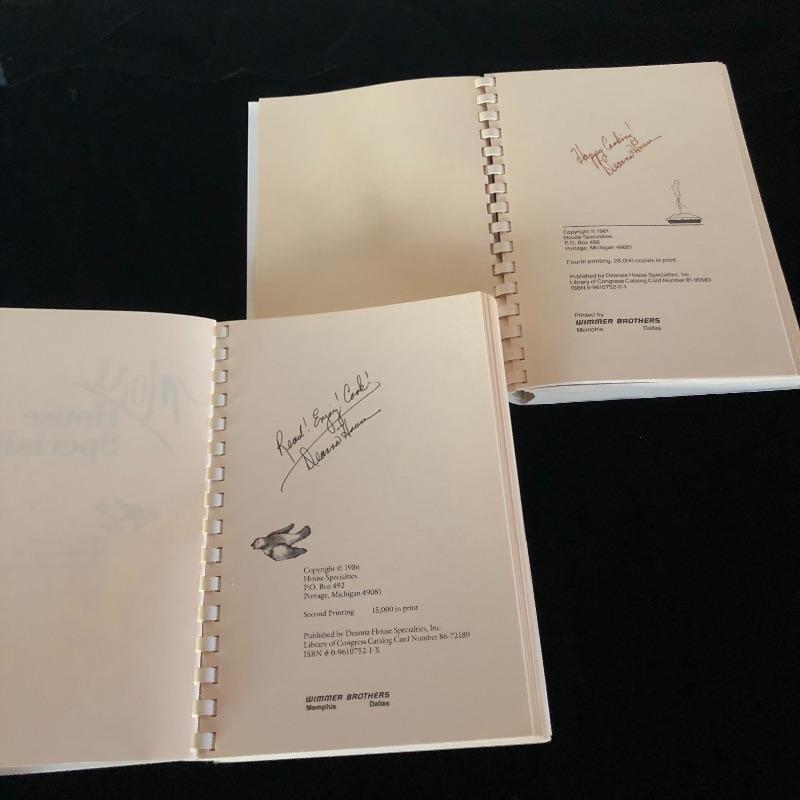 Happy Cooking!
Deanna House
Copyright © 1981
House Specialties
P.O. Box 492
Portage, Michigan 49081
Fourth printing, 25,000 copies in print
Published by Deanna House Specialties, Inc.
Library of Congress Catalog Card Number 81-90583
ISBN 0-9610752-0-1
Printed by
WIMMER BROTHERS
Memphis Dallas
More
House
Special
Read! Enjoy! Cook!
Deanna House
Copyright © 1986
House Specialties
P.O. Box 492
Portage, Michigan 49081
Second Printing 15,000 in print
Published by Deanna House Specialties, Inc.
Library of Congress Catalog Card Number 86-72189
ISBN # 0-9610752-1-X
WIMMER BROTHERS
Memphis Dallas